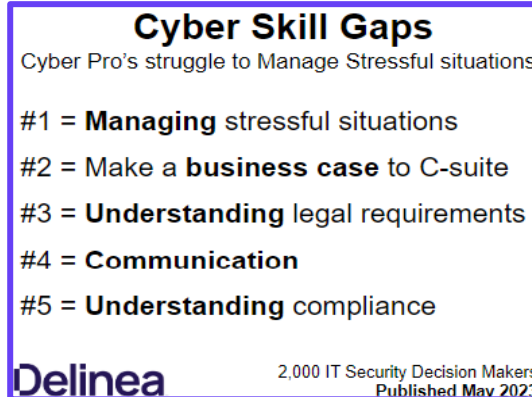 Cyber Skill Gaps
Cyber Pro's struggle to Manage Stressful situations
#1 = Managing stressful situations
#2 = Make a business case to C-suite
#3 = Understanding legal requirements
#4 = Communication
#5 = Understanding compliance
Delinea
2,000 IT Security Decision Makers
Published May 2023